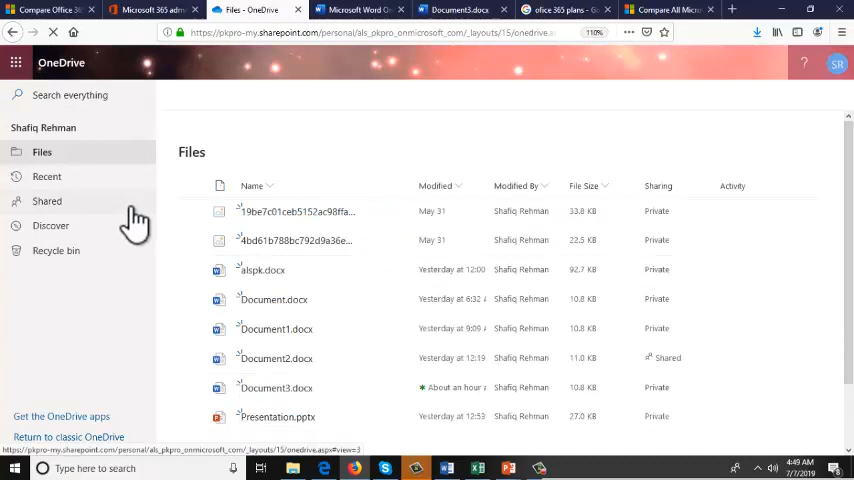 Compare Office 36
Microsoft 365 adm
Files - OneDrive
Microsoft Word On
Document3.docx
ofice 365 plans - Go
Compare All Microso
https://pkpro-my.sharepoint.com/personal/als_pkpro_onmicrosoft_com/_layouts/15/onedrive.as
110%
OneDrive
?
SR
Search everything
Shafiq Rehman
Files
Recent
Shared
Discover
Recycle bin
Get the OneDrive apps
Return to classic OneDrive
Files
Name Modified Modified By File Size Sharing Activity
19be7c01ceb5152ac98ffa... May 31 Shafiq Rehman 33.8 KB Private
4bd61b788bc792d9a36e... May 31 Shafiq Rehman 22.5 KB Private
alspk.docx Yesterday at 12:00 Shafiq Rehman 92.7 KB Private
Document.docx Yesterday at 6:32 Shafiq Rehman 10.8 KB Private
Document1.docx Yesterday at 9:09 Shafiq Rehman 10.8 KB Private
Document2.docx Yesterday at 12:19 Shafiq Rehman 11.0 KB Shared
Document3.docx About an hour a Shafiq Rehman 10.8 KB Private
Presentation.pptx Yesterday at 12:53 Shafiq Rehman 27.0 KB Private
https://pkpro-my.sharepoint.com/personal/als_pkpro_onmicrosoft_com/_layouts/15/onedrive.aspx#view=3
Type here to search
4:49 AM
7/7/2019